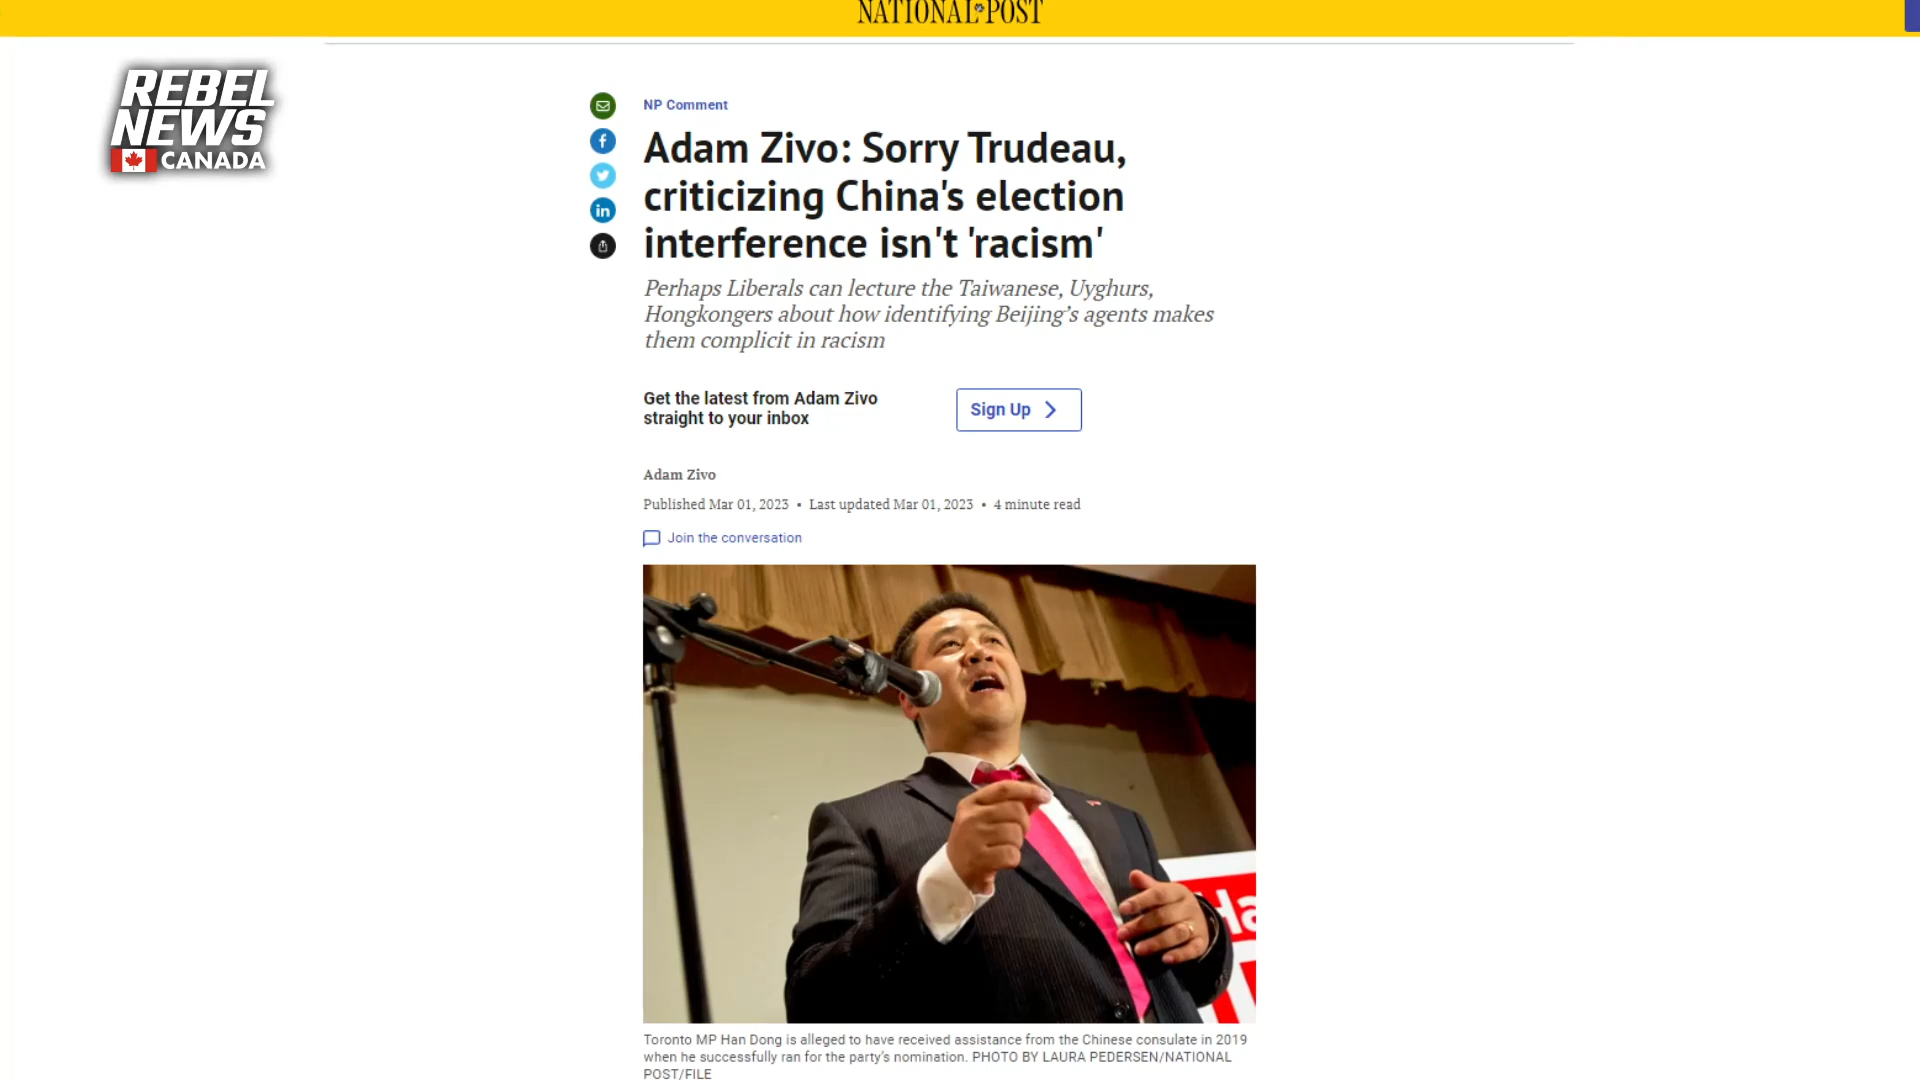 NATIONAL POST
REBEL
NEWS
CANADA
NP Comment
Adam Zivo: Sorry Trudeau,
criticizing China's election
interference isn't 'racism'
Perhaps Liberals can lecture the Taiwanese, Uyghurs,
Hongkongers about how identifying Beijing’s agents makes
them complicit in racism
Get the latest from Adam Zivo
straight to your inbox
Sign Up
Adam Zivo
Published Mar 01, 2023 • Last updated Mar 01, 2023 • 4 minute read
Join the conversation
Ha
Toronto MP Han Dong is alleged to have received assistance from the Chinese consulate in 2019
when he successfully ran for the party’s nomination. PHOTO BY LAURA PEDERSEN/NATIONAL
POST/FILE